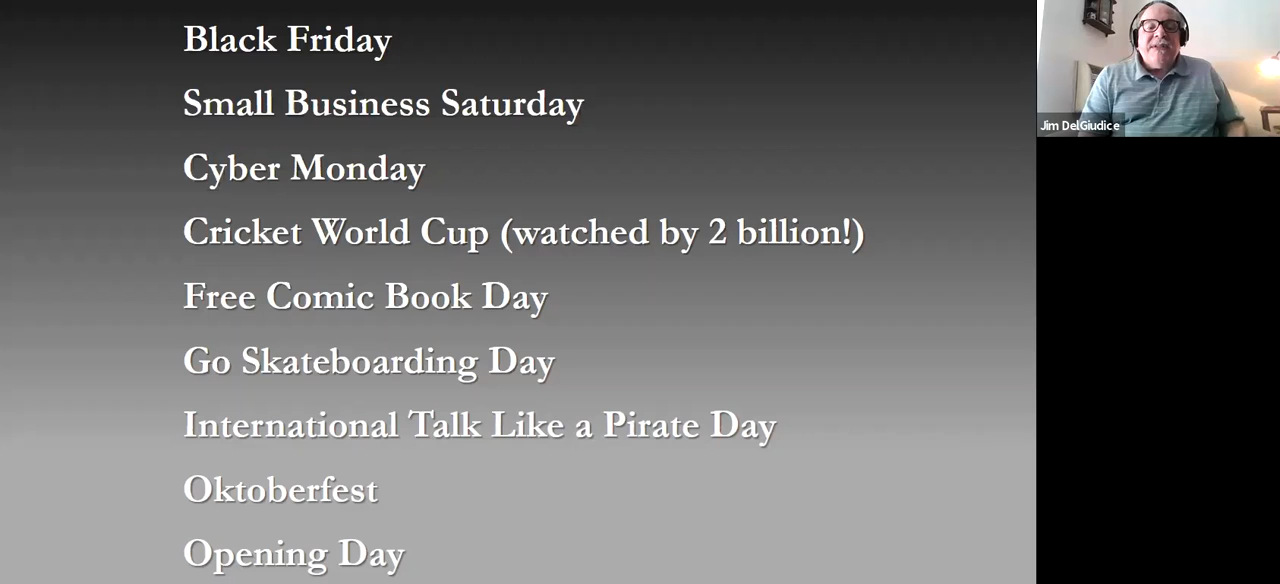 Black Friday
Small Business Saturday
Cyber Monday
Cricket World Cup (watched by 2 billion!)
Free Comic Book Day
Go Skateboarding Day
International Talk Like a Pirate Day
Oktoberfest
Opening Day
Jim DelGiudice